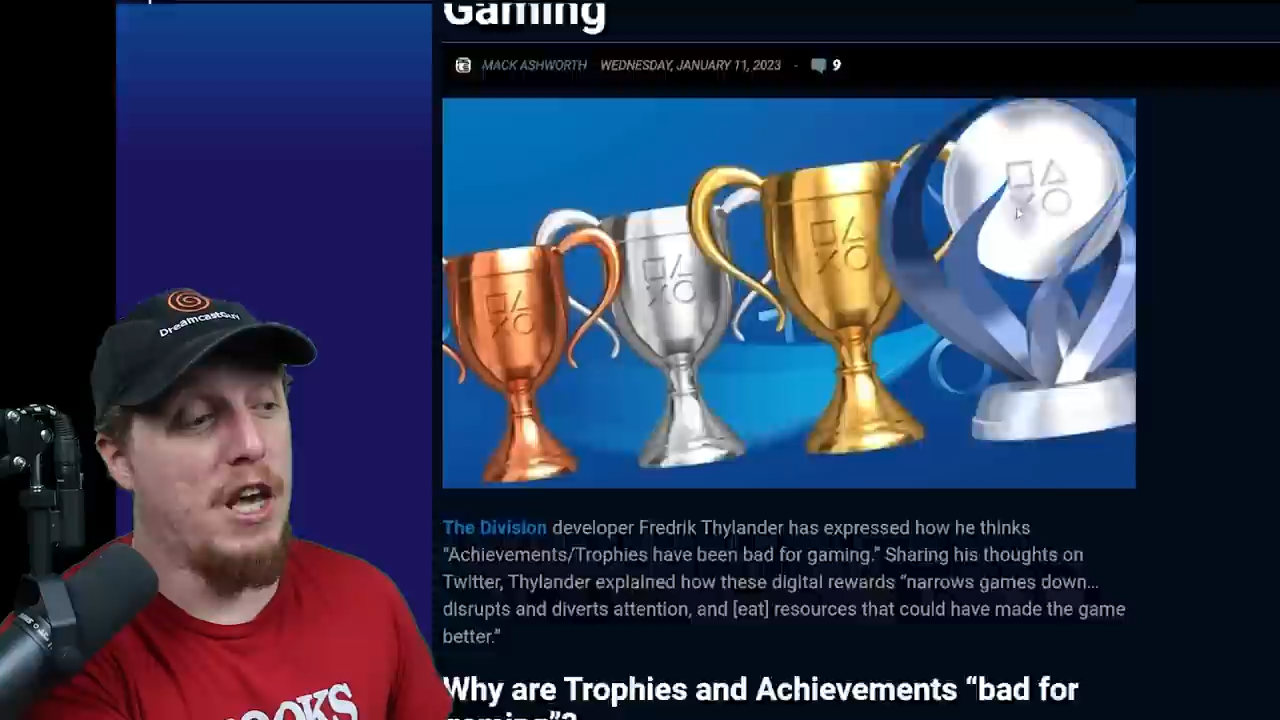 Gaming
MACK ASHWORTH WEDNESDAY, JANUARY 11, 2023 - 9
DreamcastGuy
The Division developer Fredrik Thylander has expressed how he thinks
"Achievements/Trophies have been bad for gaming." Sharing his thoughts on
Twitter, Thylander explained how these digital rewards “narrows games down…
disrupts and diverts attention, and [eat] resources that could have made the game
better.”
Why are Trophies and Achievements “bad for
gaming”?